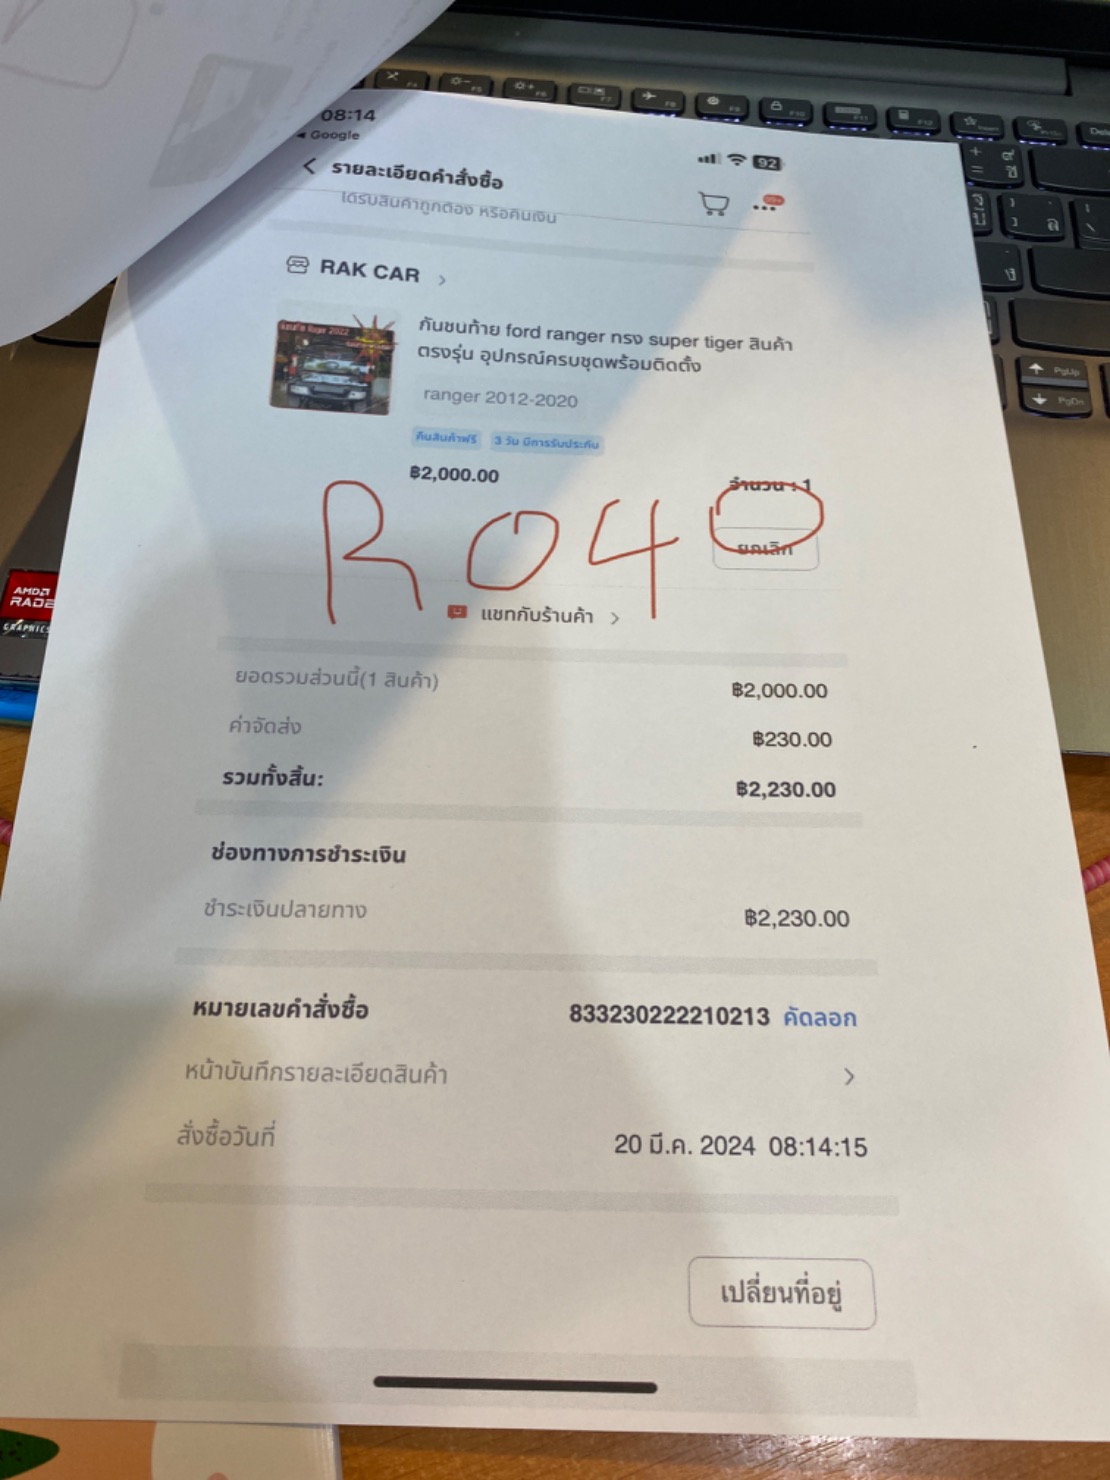 08:14
◂ Google
92
รายละเอียดคำสั่งซื้อ
ได้รับสินค้าถูกต้อง หรือคืนเงิน
RAK CAR
กันชนท้าย ford ranger ทรง super tiger สินค้า
ตรงรุ่น อุปกรณ์ครบชุดพร้อมติดตั้ง
ranger 2012-2020
คืนสินค้าฟรี 3 วัน มีการรับประกัน
฿2,000.00
จำนวน : 1
R040
ยกเลิก
แชทกับร้านค้า
ยอดรวมส่วนนี้(1 สินค้า) ฿2,000.00
ค่าจัดส่ง ฿230.00
รวมทั้งสิ้น: ฿2,230.00
ช่องทางการชำระเงิน
ชำระเงินปลายทาง ฿2,230.00
หมายเลขคำสั่งซื้อ 833230222210213 คัดลอก
หน้าบันทึกรายละเอียดสินค้า
สั่งซื้อวันที่ 20 มี.ค. 2024 08:14:15
เปลี่ยนที่อยู่
AMD
GRAPHICS
PgUp
PgDn